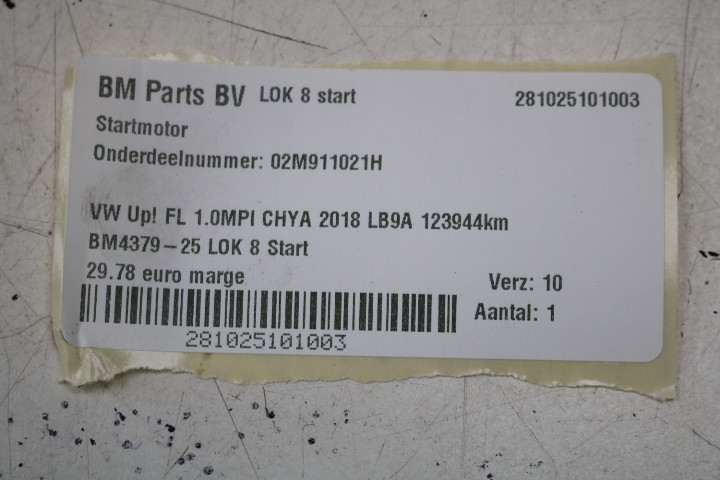 BM Parts BV LOK 8 start 281025101003
Startmotor
Onderdeelnummer: 02M911021H
VW Up! FL 1.0MPI CHYA 2018 LB9A 123944km
BM4379-25 LOK 8 Start
29.78 euro marge Verz: 10
Aantal: 1
281025101003